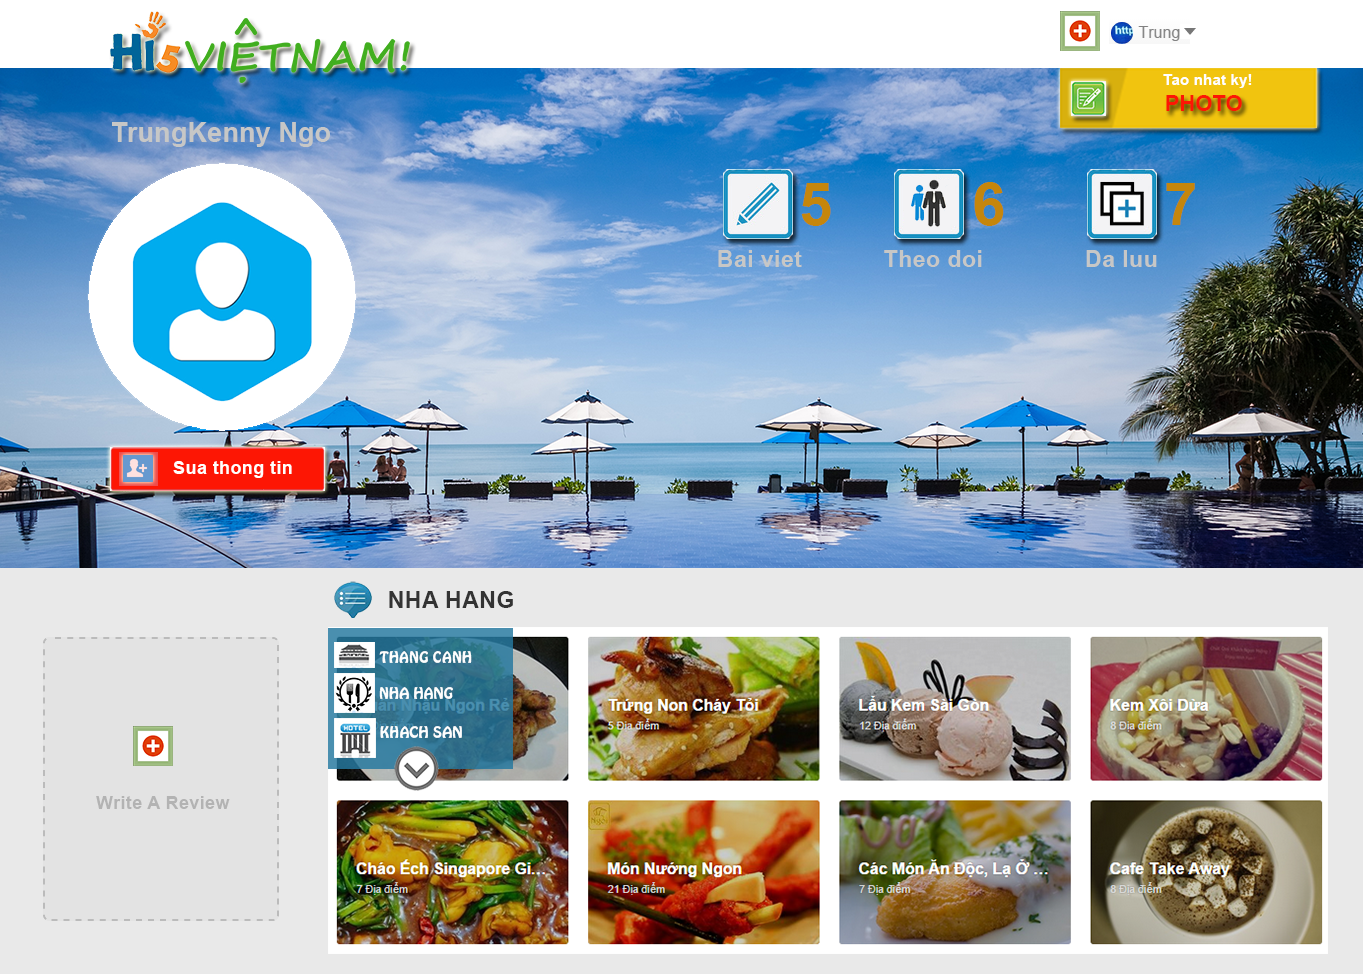 Hi5 VIỆTNAM!
http Trung
Tao nhat ky!
PHOTO
TrungKenny Ngo
5
6
7
Bai viet
Theo doi
Da luu
Sua thong tin
NHA HANG
THANG CANH
NHA HANG
Nhậu Ngon Rẻ
HOTEL
KHACH SAN
Trứng Non Cháy Tỏi
5 Địa điểm
Lẩu Kem Sài Gòn
12 Địa điểm
Kem Xôi Dừa
8 Địa điểm
Write A Review
Cháo Ếch Singapore Gi...
7 Địa điểm
Món Nướng Ngon
21 Địa điểm
Các Món Ăn Độc, Lạ Ở ...
7 Địa điểm
Cafe Take Away
8 Địa điểm